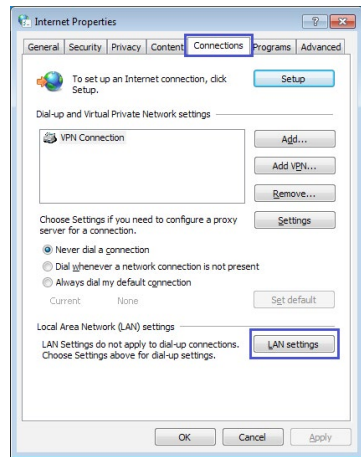 Internet Properties
General Security Privacy Content Connections Programs Advanced
To set up an Internet connection, click
Setup.
Setup
Dial-up and Virtual Private Network settings
VPN Connection
Add...
Add VPN...
Remove...
Choose Settings if you need to configure a proxy
server for a connection.
Settings
Never dial a connection
Dial whenever a network connection is not present
Always dial my default connection
Current None
Set default
Local Area Network (LAN) settings
LAN Settings do not apply to dial-up connections.
Choose Settings above for dial-up settings.
LAN settings
OK Cancel Apply